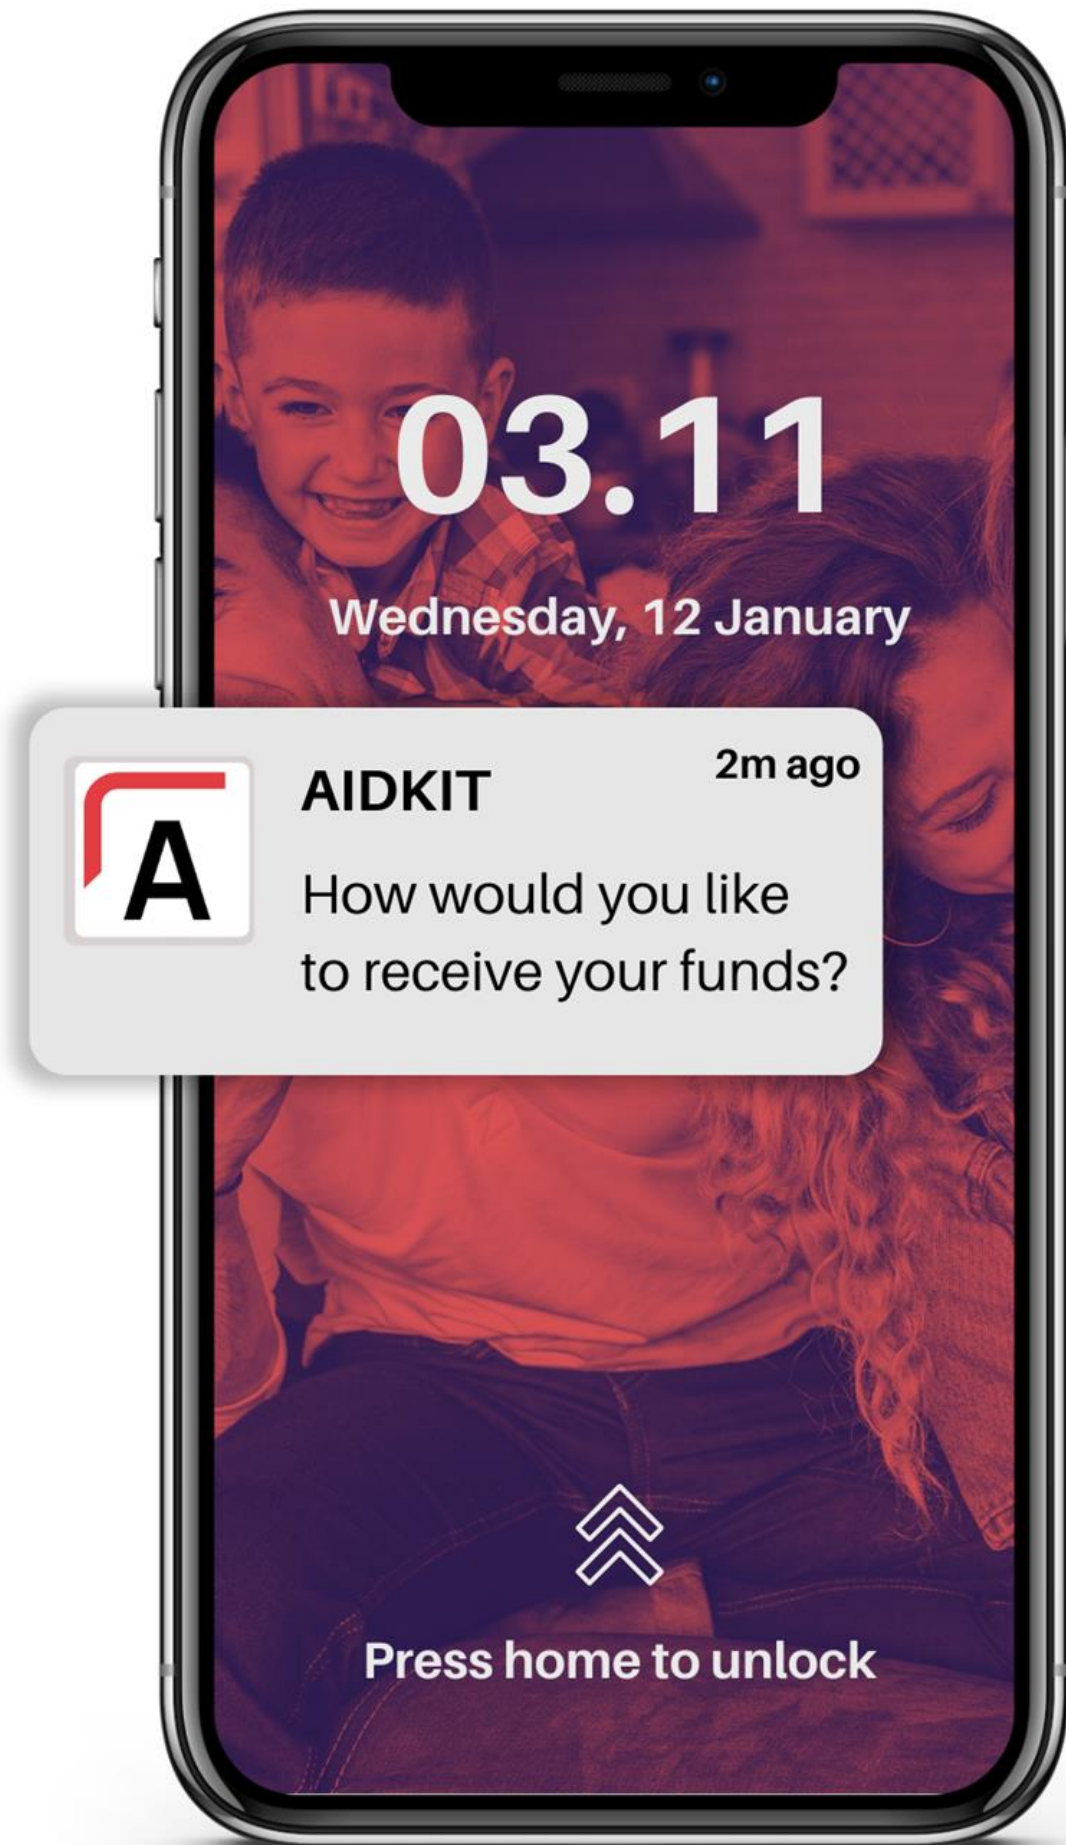 03.11
Wednesday, 12 January
A
AIDKIT
2m ago
How would you like
to receive your funds?
Press home to unlock